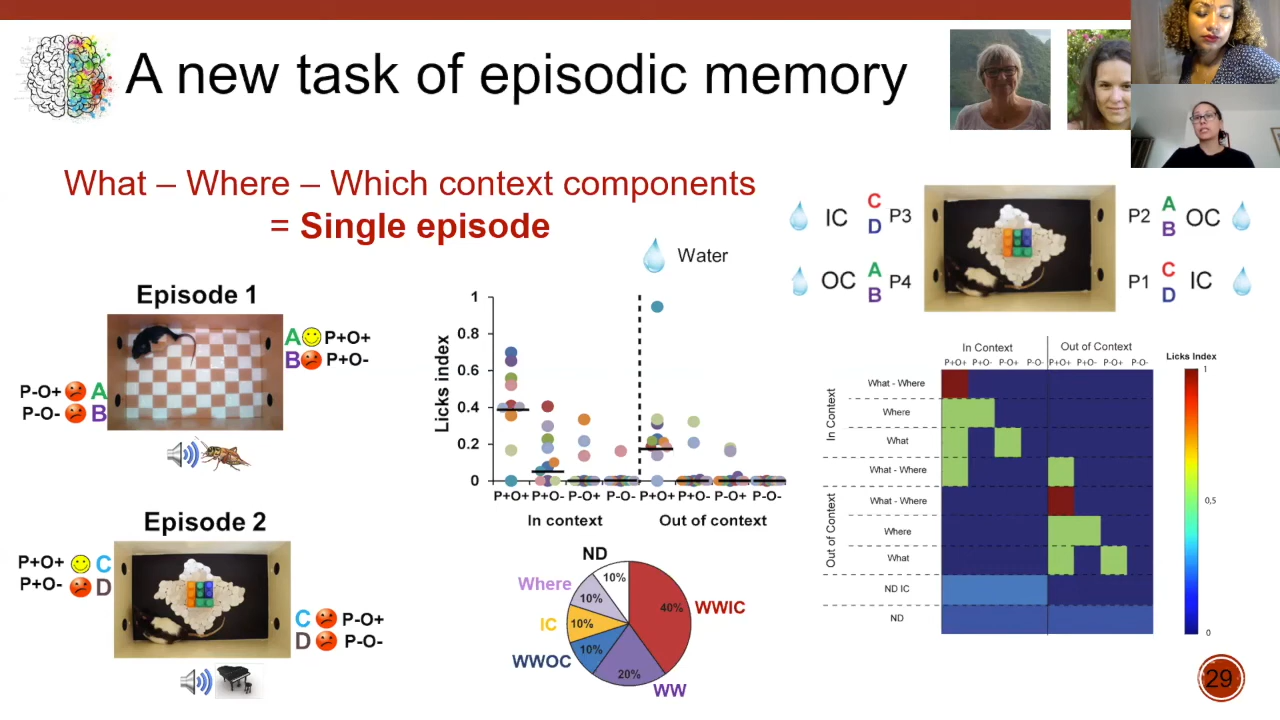 A new task of episodic memory
What – Where – Which context components
= Single episode
Water
Episode 1
A P+O+
B P+O-
P-O+ A
P-O- B
Episode 2
P+O+ C
P+O- D
C P-O+
D P-O-
Licks index
1
0.8
0.6
0.4
0.2
0
P+O+ P+O- P-O+ P-O- P+O+ P+O- P-O+ P-O-
In context Out of context
ND
10%
Where
10%
IC
10%
WWOC
10%
WW
20%
WWIC
40%
IC C D P3
P2 A B OC
OC A B P4
P1 C D IC
In Context Out of Context
P+O+ P+O- P-O+ P-O- P+O+ P+O- P-O+ P-O-
In Context
What - Where
Where
What
What - Where
Out of Context
What - Where
Where
What
ND IC
ND
Licks Index
1
0,5
0
29